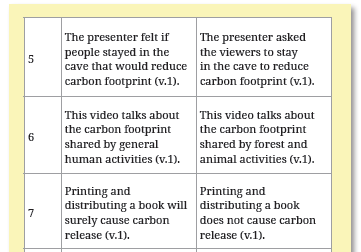 5
The presenter felt if
people stayed in the
cave that would reduce
carbon footprint (v.1).
The presenter asked
the viewers to stay
in the cave to reduce
carbon footprint (v.1).
6
This video talks about
the carbon footprint
shared by general
human activities (v.1).
This video talks about
the carbon footprint
shared by forest and
animal activities (v.1).
7
Printing and
distributing a book will
surely cause carbon
release (v.1).
Printing and
distributing a book
does not cause carbon
release (v.1).